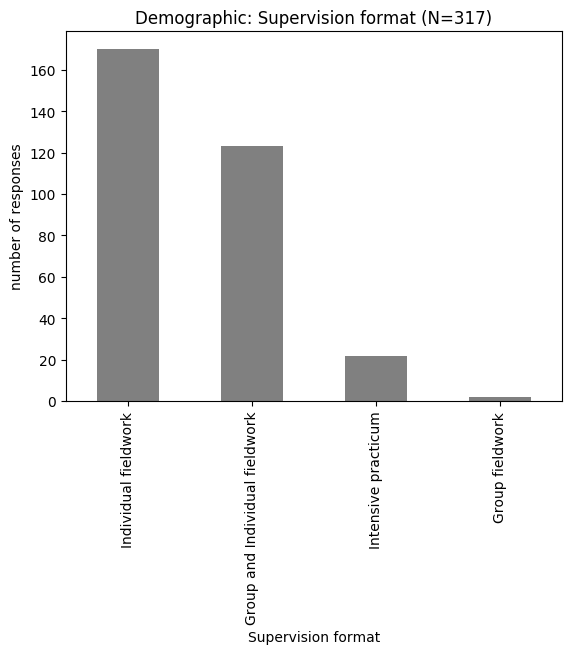 Demographic: Supervision format (N=317)
number of responses
160
140
120
100
80
60
40
20
0
Individual fieldwork
Group and Individual fieldwork
Intensive practicum
Group fieldwork
Supervision format